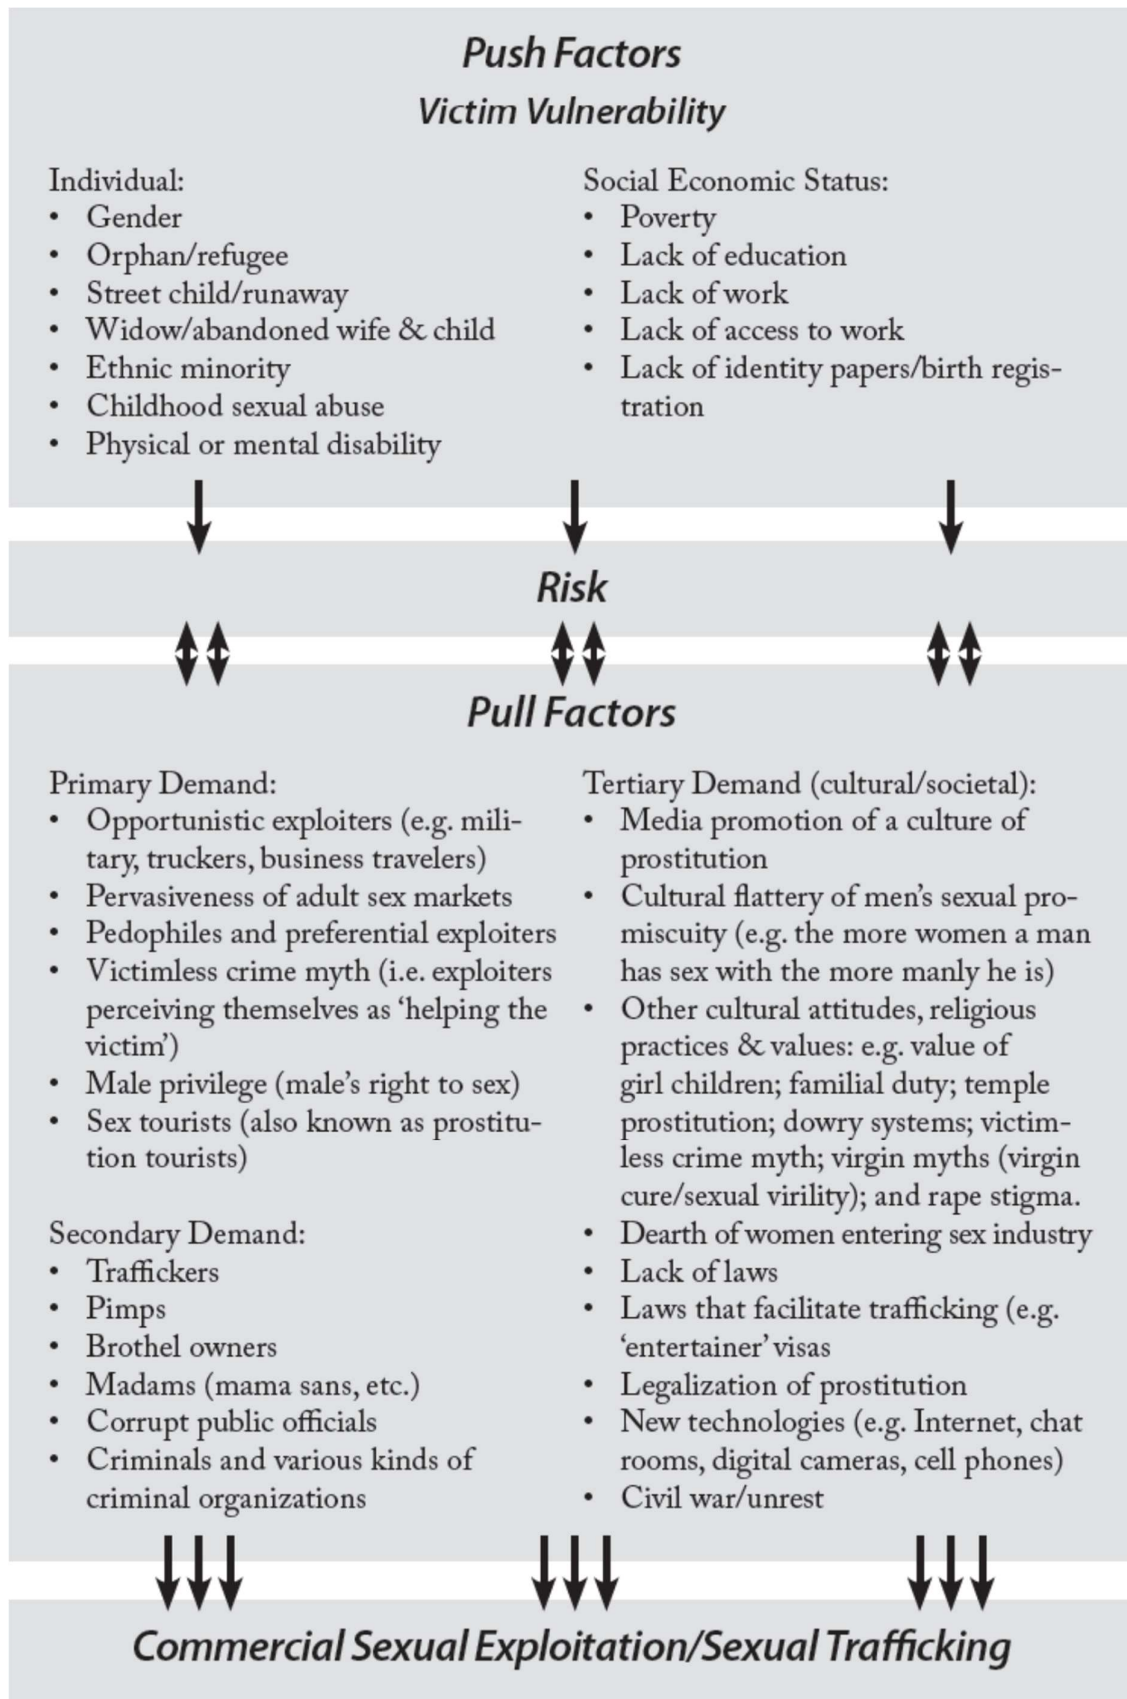 Push Factors
Victim Vulnerability
Individual:
• Gender
• Orphan/refugee
• Street child/runaway
• Widow/abandoned wife & child
• Ethnic minority
• Childhood sexual abuse
• Physical or mental disability
Social Economic Status:
• Poverty
• Lack of education
• Lack of work
• Lack of access to work
• Lack of identity papers/birth regis-
tration
Risk
Pull Factors
Primary Demand:
• Opportunistic exploiters (e.g. mili-
tary, truckers, business travelers)
• Pervasiveness of adult sex markets
• Pedophiles and preferential exploiters
• Victimless crime myth (i.e. exploiters
perceiving themselves as ‘helping the
victim’)
• Male privilege (male’s right to sex)
• Sex tourists (also known as prostitu-
tion tourists)
Secondary Demand:
• Traffickers
• Pimps
• Brothel owners
• Madams (mama sans, etc.)
• Corrupt public officials
• Criminals and various kinds of
criminal organizations
Tertiary Demand (cultural/societal):
• Media promotion of a culture of
prostitution
• Cultural flattery of men’s sexual pro-
miscuity (e.g. the more women a man
has sex with the more manly he is)
• Other cultural attitudes, religious
practices & values: e.g. value of
girl children; familial duty; temple
prostitution; dowry systems; victim-
less crime myth; virgin myths (virgin
cure/sexual virility); and rape stigma.
• Dearth of women entering sex industry
• Lack of laws
• Laws that facilitate trafficking (e.g.
‘entertainer’ visas
• Legalization of prostitution
• New technologies (e.g. Internet, chat
rooms, digital cameras, cell phones)
• Civil war/unrest
Commercial Sexual Exploitation/Sexual Trafficking